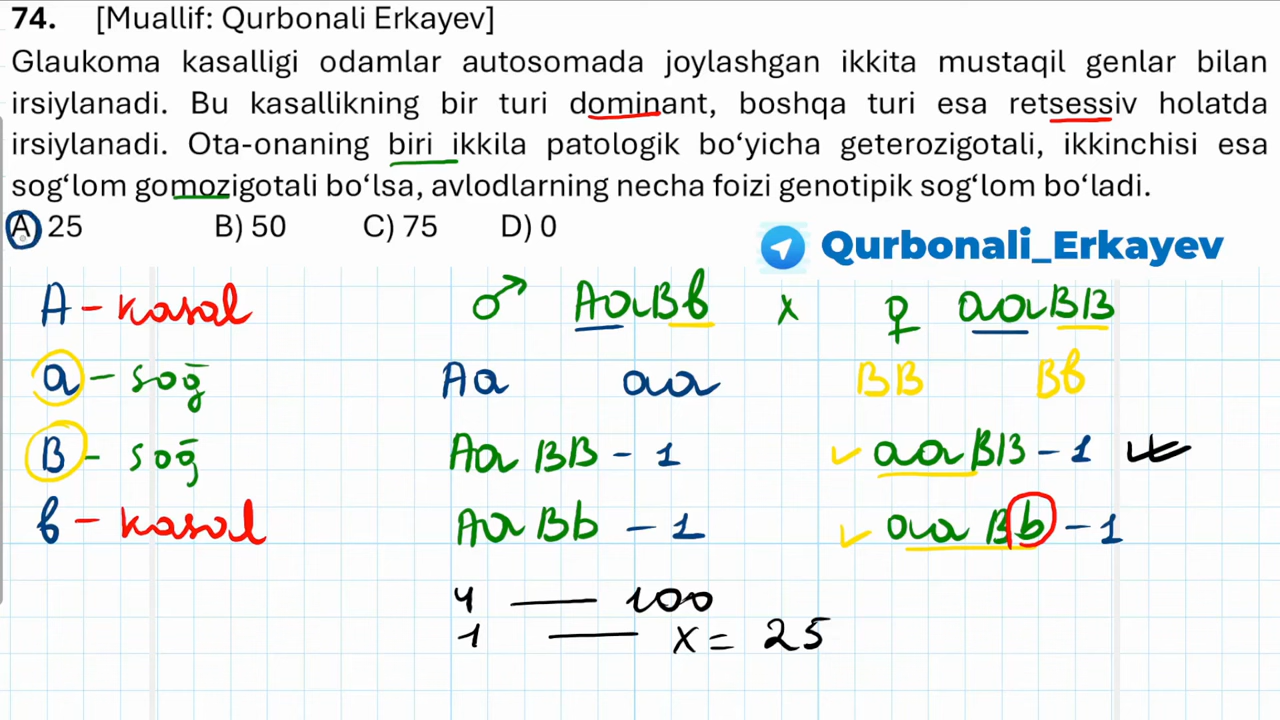 74. [Muallif: Qurbonali Erkayev]
Glaukoma kasalligi odamlar autosomada joylashgan ikkita mustaqil genlar bilan
irsiylanadi. Bu kasallikning bir turi dominant, boshqa turi esa retsessiv holatda
irsiylanadi. Ota-onaning biri ikkila patologik bo‘yicha geterozigotali, ikkinchisi esa
sog‘lom gomozigotali bo‘lsa, avlodlarning necha foizi genotipik sog‘lom bo‘ladi.
A) 25 B) 50 C) 75 D) 0
Qurbonali_Erkayev
A - kasal ♂ AaBb x ♀ aaBB
a - soḡ Aa aa BB Bb
B - soḡ AaBB - 1 aaBB - 1
b - kasal AaBb - 1 aaBb - 1
4 — 100
1 — x = 25